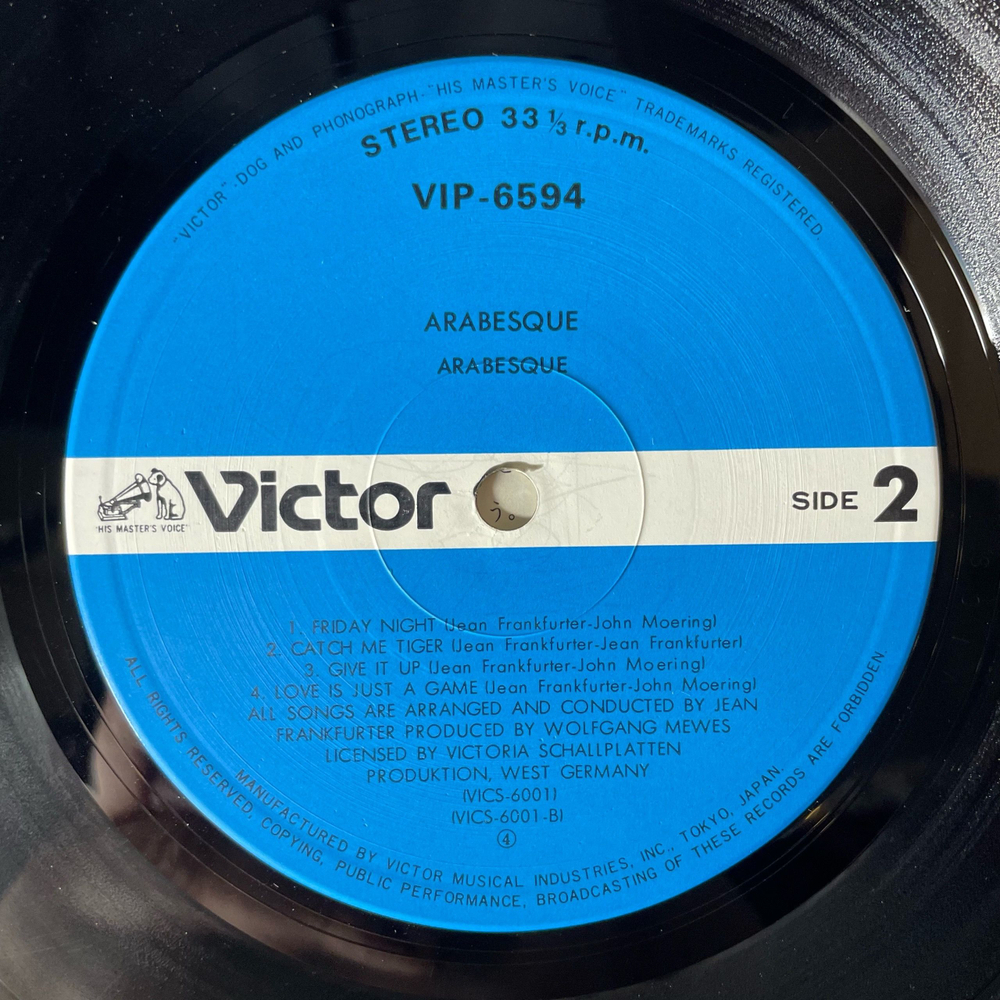 "VICTOR"·DOG AND PHONOGRAPH·"HIS MASTER'S VOICE" TRADEMARKS REGISTERED.
STEREO 33 1/3 r.p.m.
VIP-6594
ARABESQUE
ARABESQUE
"HIS MASTER'S VOICE"
Victor
う。
SIDE 2
1. FRIDAY NIGHT (Jean Frankfurter-John Moering)
2. CATCH ME TIGER (Jean Frankfurter-Jean Frankfurter)
3. GIVE IT UP (Jean Frankfurter-John Moering)
4. LOVE IS JUST A GAME (Jean Frankfurter-John Moering)
ALL SONGS ARE ARRANGED AND CONDUCTED BY JEAN
FRANKFURTER PRODUCED BY WOLFGANG MEWES
LICENSED BY VICTORIA SCHALLPLATTEN
PRODUKTION, WEST GERMANY
(VICS-6001)
(VICS-6001-B)
④
MANUFACTURED BY VICTOR MUSICAL INDUSTRIES, INC., TOKYO, JAPAN.
ALL RIGHTS RESERVED, COPYING, PUBLIC PERFORMANCE, BROADCASTING OF THESE RECORDS ARE FORBIDDEN.